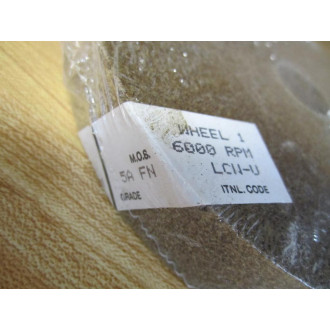 WHEEL 1
6000 RPM
LCW-V
ITNL.CODE
M.O.S.
5A FN
GRADE